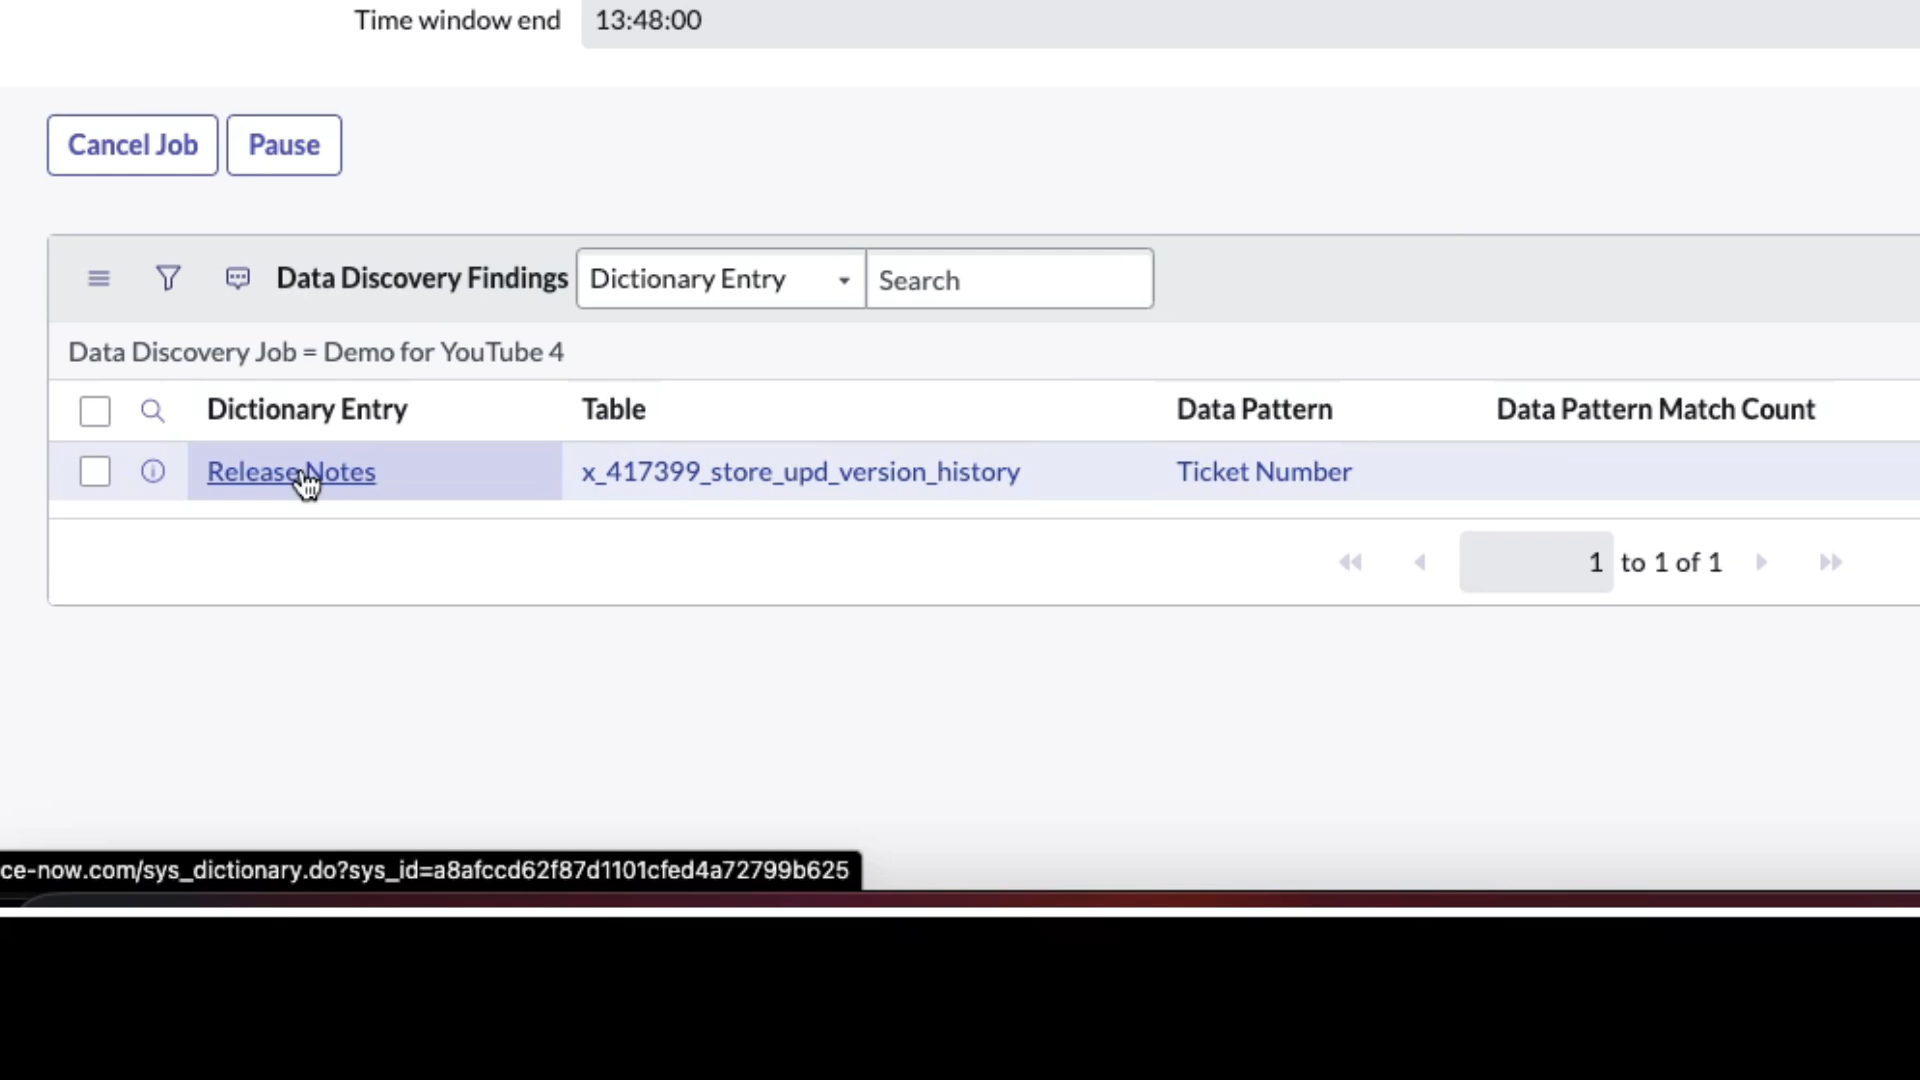 Time window end 13:48:00
Cancel Job Pause
Data Discovery Findings Dictionary Entry Search
Data Discovery Job = Demo for YouTube 4
Dictionary Entry Table Data Pattern Data Pattern Match Count
Release Notes x_417399_store_upd_version_history Ticket Number
1 to 1 of 1
ce-now.com/sys_dictionary.do?sys_id=a8afccd62f87d1101cfed4a72799b625